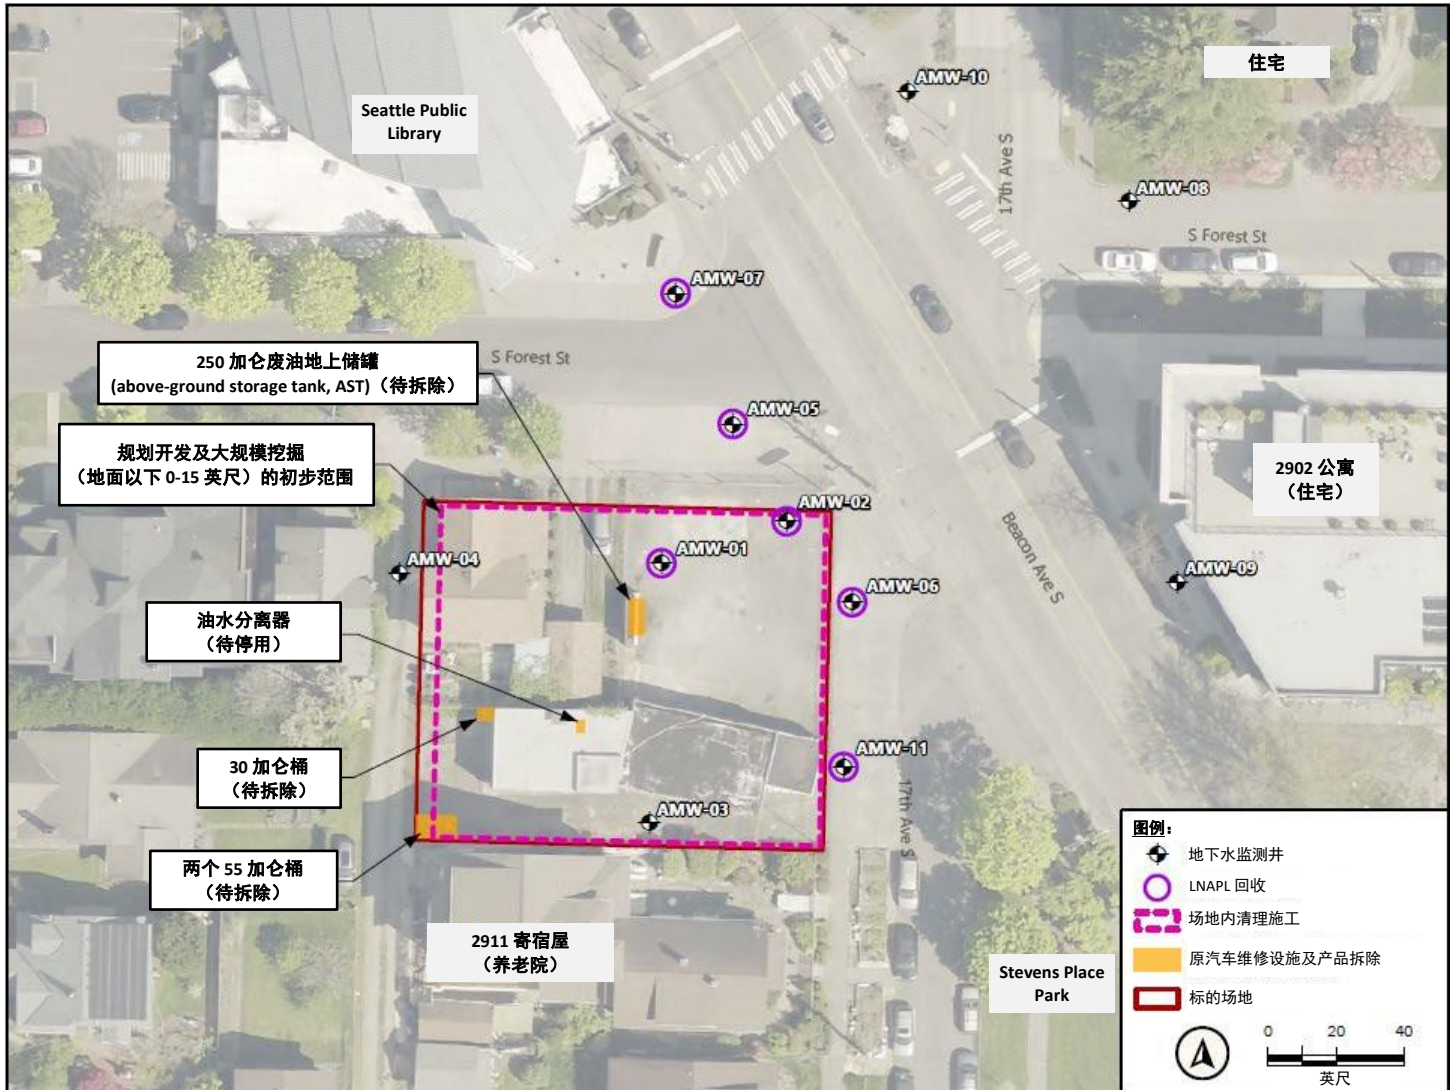 AMW-10
住宅
Seattle Public
Library
17th Ave S
AMW-08
S Forest St
AMW-07
250 加仑废油地上储罐
(above-ground storage tank, AST)（待拆除）
S Forest St
AMW-05
规划开发及大规模挖掘
（地面以下 0-15 英尺）的初步范围
2902 公寓
（住宅）
AMW-02
Beacon Ave S
AMW-04
AMW-01
AMW-09
AMW-06
油水分离器
（待停用）
30 加仑桶
（待拆除）
AMW-11
17th Ave S
AMW-03
两个 55 加仑桶
（待拆除）
2911 寄宿屋
（养老院）
Stevens Place
Park
图例：
地下水监测井
LNAPL 回收
场地内清理施工
原汽车维修设施及产品拆除
标的场地
0 20 40
英尺